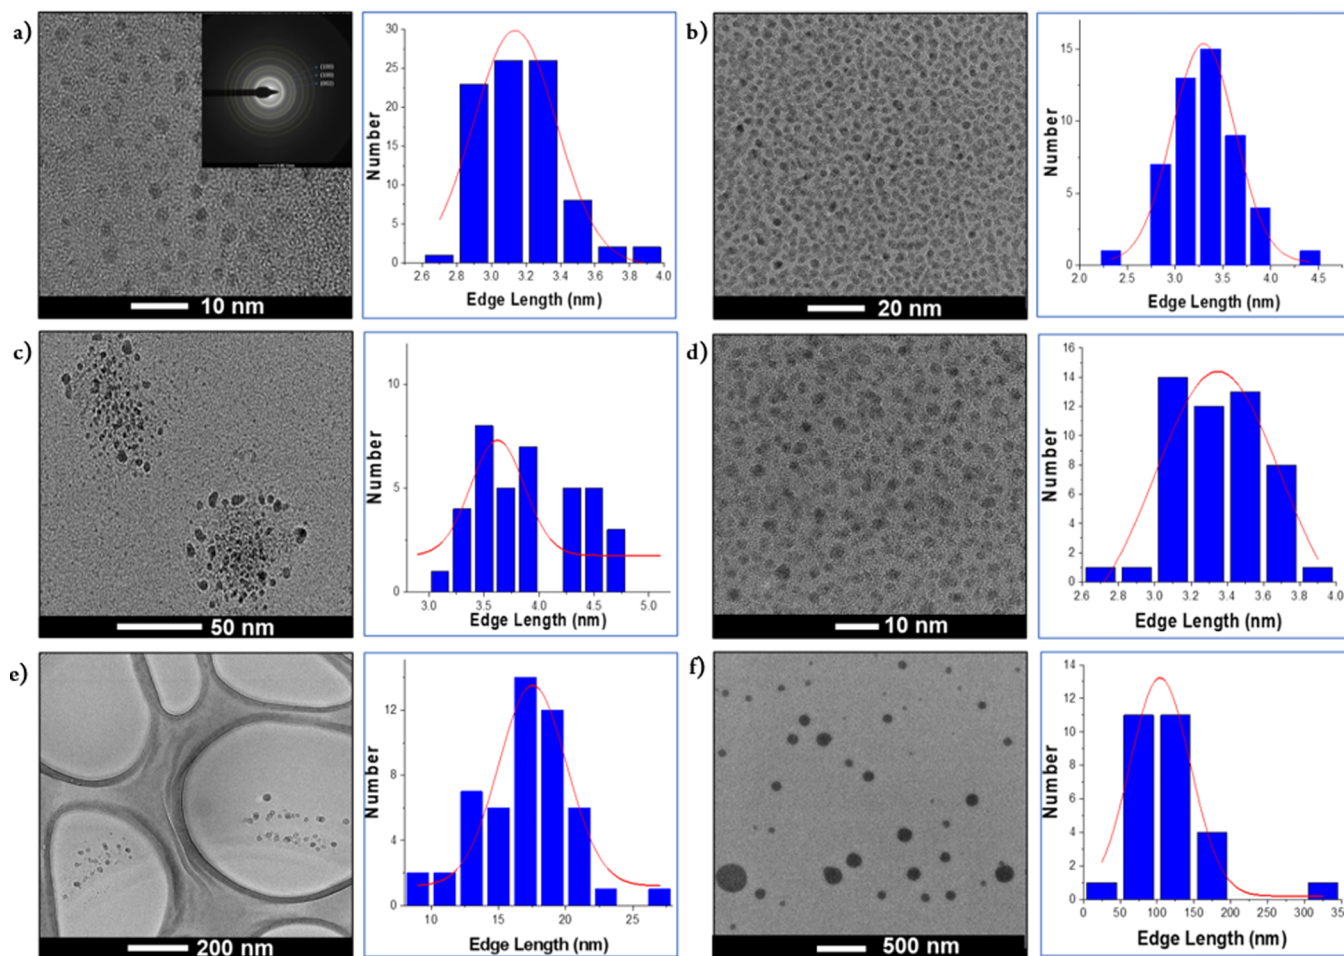 a)
(100)
(100)
(002)
10 nm
Number
30
25
20
15
10
5
0
2.6 2.8 3.0 3.2 3.4 3.6 3.8 4.0
Edge Length (nm)
b)
20 nm
Number
15
10
5
0
2.0 2.5 3.0 3.5 4.0 4.5
Edge Length (nm)
c)
50 nm
Number
10
5
0
3.0 3.5 4.0 4.5 5.0
Edge Length (nm)
d)
10 nm
Number
16
14
12
10
8
6
4
2
0
2.6 2.8 3.0 3.2 3.4 3.6 3.8 4.0
Edge Length (nm)
e)
200 nm
Number
12
8
4
0
10 15 20 25
Edge Length (nm)
f)
500 nm
Number
14
12
10
8
6
4
2
0
0 50 100 150 200 250 300 350
Edge Length (nm)